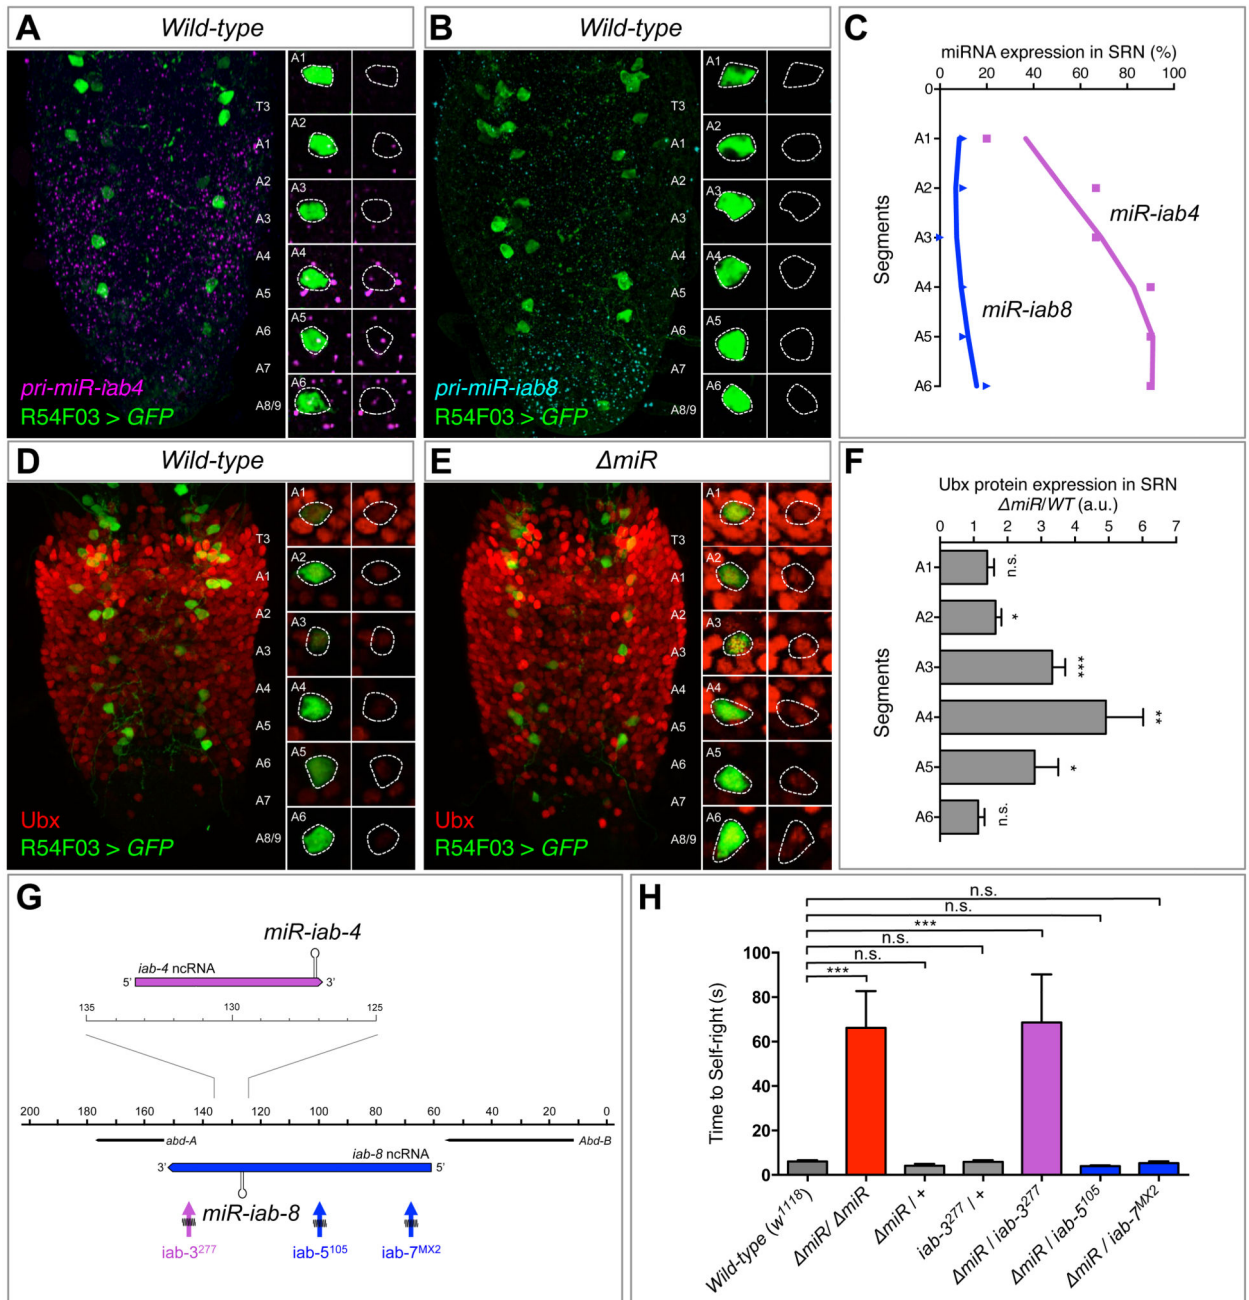 A
Wild-type
A1
A2
A3
A4
A5
A6
T3
A1
A2
A3
A4
A5
A6
A7
A8/9
pri-miR-iab4
R54F03 > GFP
B
Wild-type
A1
A2
A3
A4
A5
A6
T3
A1
A2
A3
A4
A5
A6
A7
A8/9
pri-miR-iab8
R54F03 > GFP
C
miRNA expression in SRN (%)
0 20 40 60 80 100
0
A1
A2
A3
A4
A5
A6
Segments
miR-iab4
miR-iab8
D
Wild-type
A1
A2
A3
A4
A5
A6
T3
A1
A2
A3
A4
A5
A6
A7
A8/9
Ubx
R54F03 > GFP
E
ΔmiR
A1
A2
A3
A4
A5
A6
T3
A1
A2
A3
A4
A5
A6
A7
A8/9
Ubx
R54F03 > GFP
F
Ubx protein expression in SRN
ΔmiR/WT (a.u.)
0 1 2 3 4 5 6 7
A1 n.s.
A2 *
A3 ***
A4 **
A5 *
A6 n.s.
Segments
G
miR-iab-4
iab-4 ncRNA
5' 3'
135 130 125
200 180 160 140 120 100 80 60 40 20 0
abd-A
Abd-B
iab-8 ncRNA
3' 5'
miR-iab-8
iab-3²⁷⁷
iab-5¹⁰⁵
iab-7ᴹˣ²
H
n.s.
n.s.
***
n.s.
n.s.
***
Time to Self-right (s)
100
80
60
40
20
0
Wild-type (w¹¹¹⁸)
ΔmiR/ ΔmiR
ΔmiR / +
iab-3²⁷⁷ / +
ΔmiR / iab-3²⁷⁷
ΔmiR / iab-5¹⁰⁵
ΔmiR / iab-7ᴹˣ²